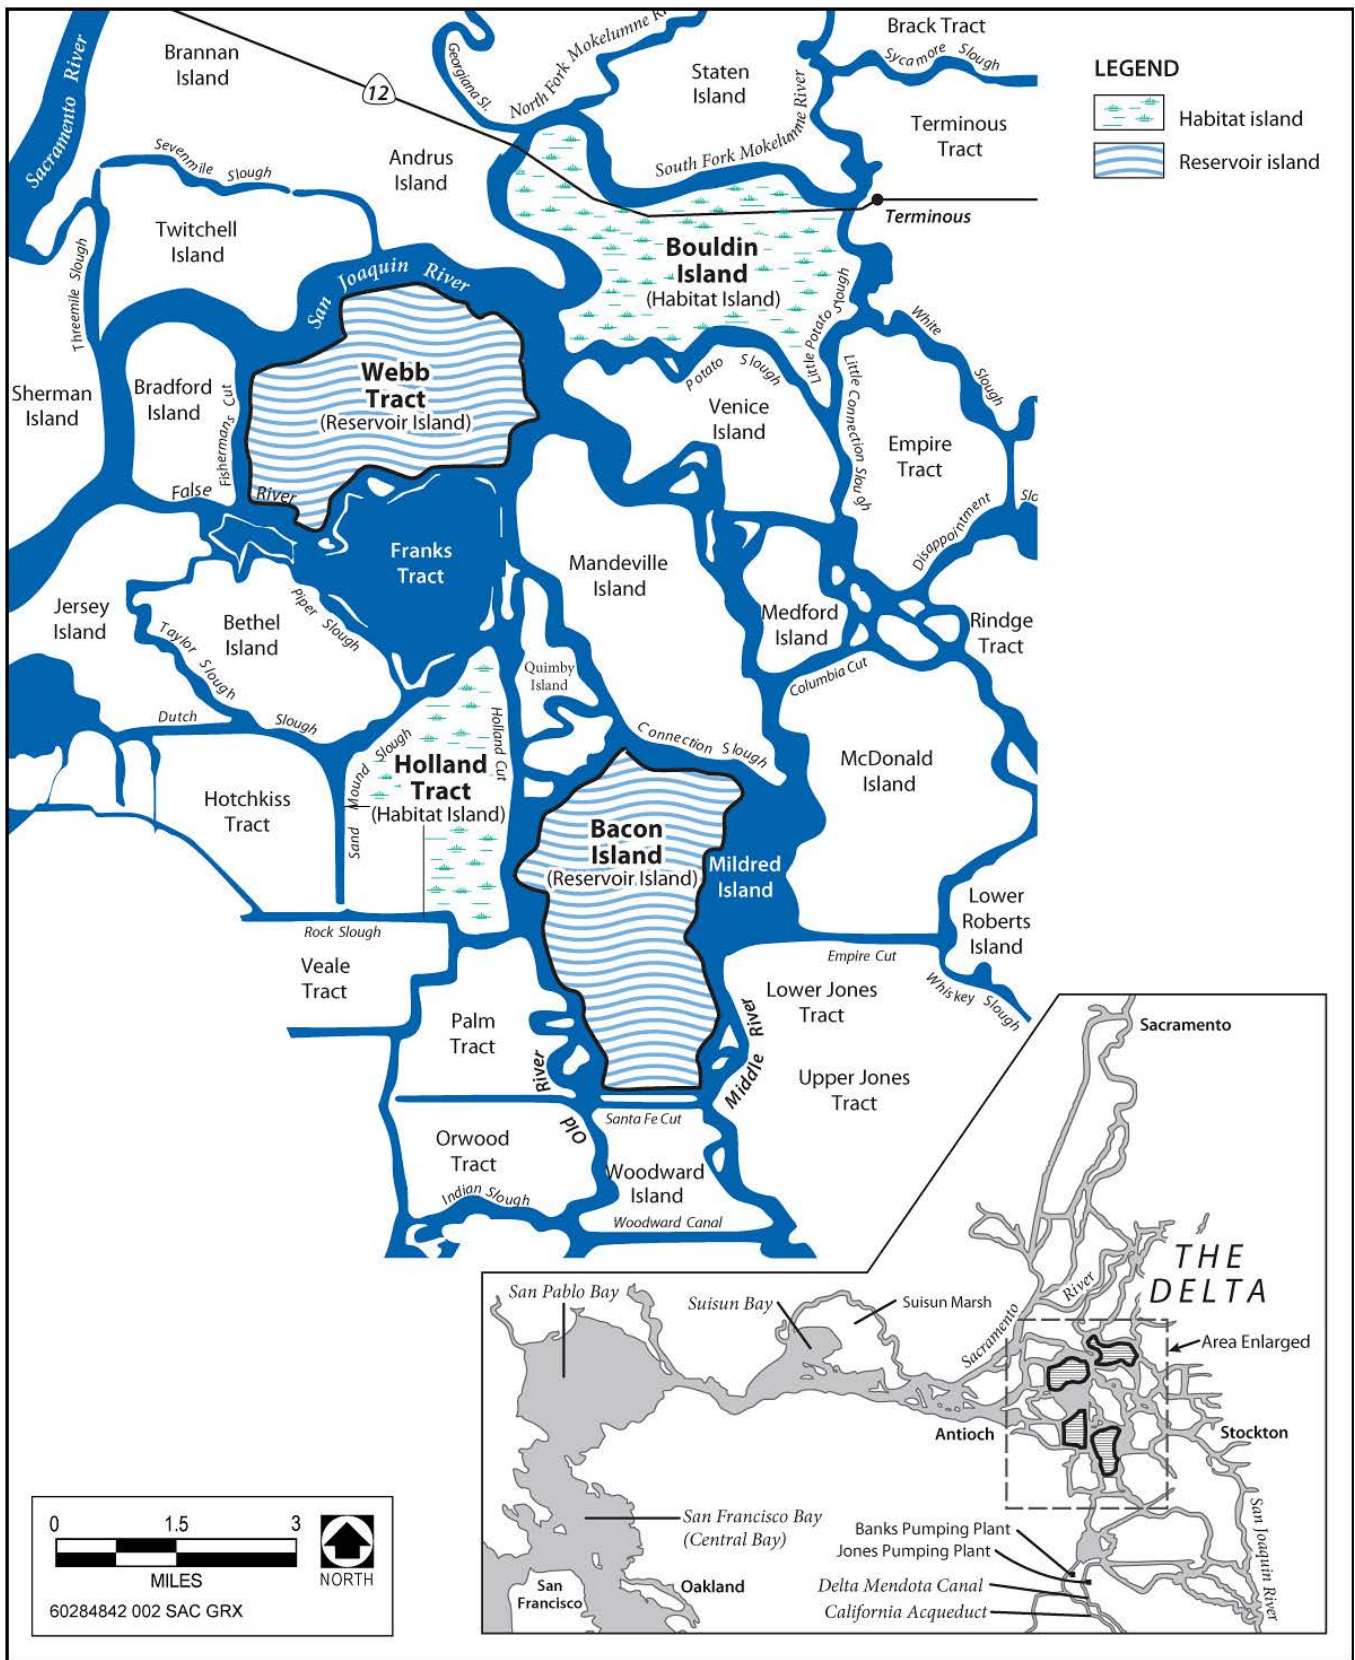 Brannan
Island
12
Sacramento River
Georgiana Sl.
North Fork Mokelumne
Staten
Island
Brack Tract
Sycamore Slough
Terminous
Tract
LEGEND
Habitat island
Reservoir island
Andrus
Island
South Fork Mokelumne River
Terminous
Sevenmile Slough
Twitchell
Island
Threemile Slough
San Joaquin River
Bouldin
Island
(Habitat Island)
Little Potato Slough
White
Slough
Sherman
Island
Bradford
Island
Fishermans Cut
Webb
Tract
(Reservoir Island)
False River
Potato Slough
Venice
Island
Little Connection Slough
Empire
Tract
Disappointment
Slo
Franks
Tract
Mandeville
Island
Medford
Island
Rindge
Tract
Jersey
Island
Bethel
Island
Piper Slough
Taylor Slough
Dutch Slough
Quimby
Island
Columbia Cut
Connection Slough
Holland Cut
Sand Mound Slough
Holland
Tract
(Habitat Island)
McDonald
Island
Hotchkiss
Tract
Bacon
Island
(Reservoir Island)
Mildred
Island
Lower
Roberts
Island
Rock Slough
Veale
Tract
Empire Cut
Whiskey Slough
Lower Jones
Tract
Palm
Tract
Old River
Middle River
Upper Jones
Tract
Santa Fe Cut
Orwood
Tract
Indian Slough
Woodward
Island
Woodward Canal
Sacramento
THE
DELTA
San Pablo Bay
Suisun Bay
Suisun Marsh
Sacramento River
Area Enlarged
Antioch
Stockton
San Francisco Bay
(Central Bay)
Banks Pumping Plant
Jones Pumping Plant
Delta Mendota Canal
California Acqueduct
San Joaquin River
San
Francisco
Oakland
0 1.5 3
MILES
NORTH
60284842 002 SAC GRX